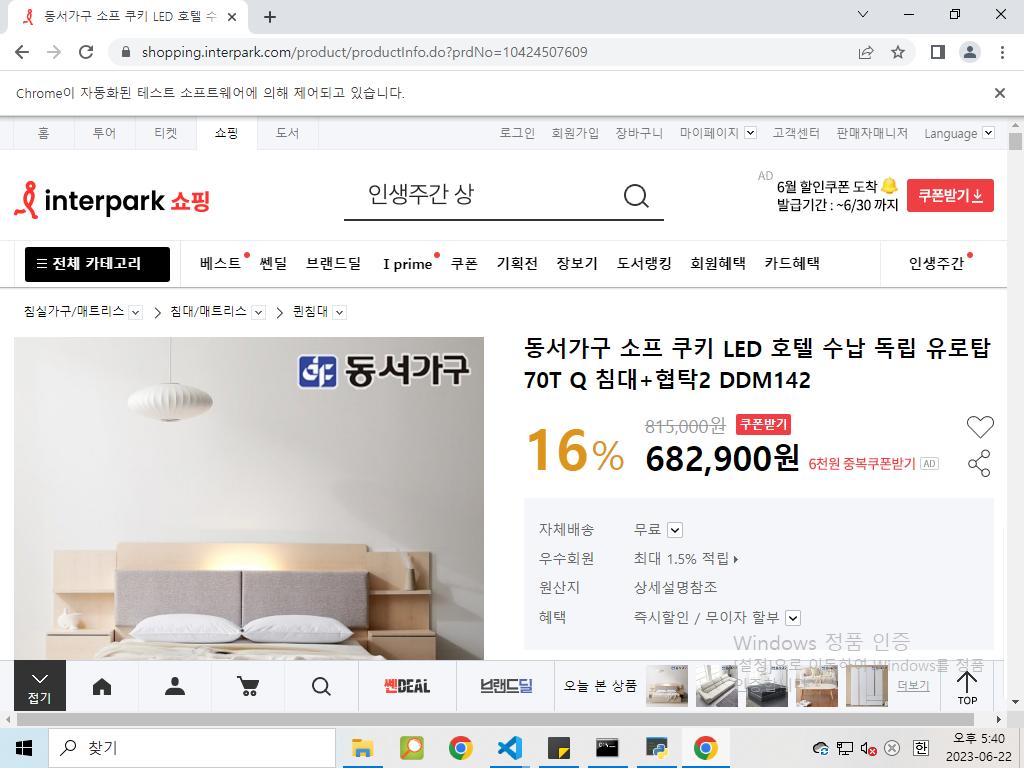 동서가구 소프 쿠키 LED 호텔 수
shopping.interpark.com/product/productInfo.do?prdNo=10424507609
Chrome이 자동화된 테스트 소프트웨어에 의해 제어되고 있습니다.
홈 투어 티켓 쇼핑 도서 로그인 회원가입 장바구니 마이페이지 고객센터 판매자매니저 Language
interpark 쇼핑
인생주간 상
AD
6월 할인쿠폰 도착
발급기간 : ~6/30 까지
쿠폰받기
전체 카테고리 베스트 쎈딜 브랜드딜 I prime 쿠폰 기획전 장보기 도서랭킹 회원혜택 카드혜택 인생주간
침실가구/매트리스 침대/매트리스 퀸침대
동서가구
동서가구 소프 쿠키 LED 호텔 수납 독립 유로탑
70T Q 침대+협탁2 DDM142
16%
815,000원 쿠폰받기
682,900원 6천원 중복쿠폰받기 AD
자체배송 무료
우수회원 최대 1.5% 적립
원산지 상세설명참조
혜택 즉시할인 / 무이자 할부
Windows 정품 인증
[설정]으로 이동하여 Windows를 정품
접기
쎈DEAL
브랜드딜
오늘 본 상품
더보기
TOP
찾기
한
오후 5:40
2023-06-22